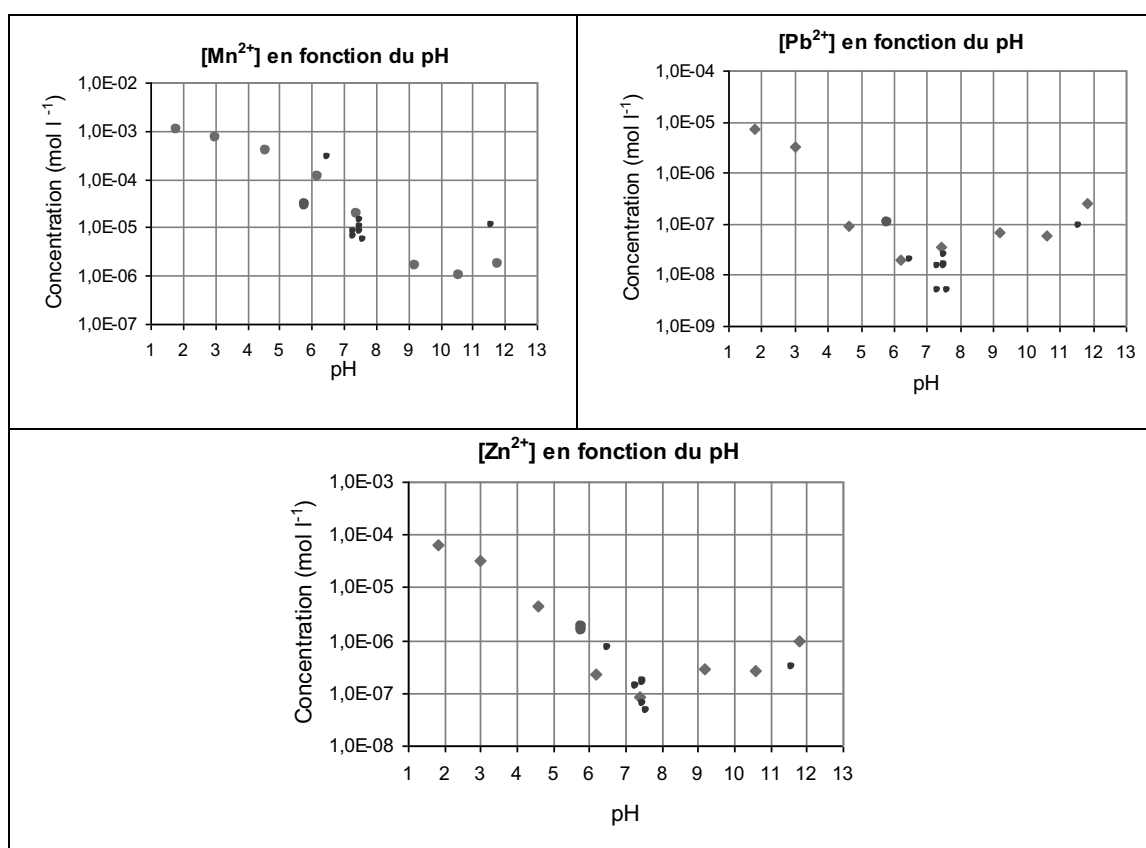 [Mn²⁺] en fonction du pH
Concentration (mol l⁻¹)
1,0E-02
1,0E-03
1,0E-04
1,0E-05
1,0E-06
1,0E-07
1 2 3 4 5 6 7 8 9 10 11 12 13
pH
[Pb²⁺] en fonction du pH
Concentration (mol l⁻¹)
1,0E-04
1,0E-05
1,0E-06
1,0E-07
1,0E-08
1,0E-09
1 2 3 4 5 6 7 8 9 10 11 12 13
pH
[Zn²⁺] en fonction du pH
Concentration (mol l⁻¹)
1,0E-03
1,0E-04
1,0E-05
1,0E-06
1,0E-07
1,0E-08
1 2 3 4 5 6 7 8 9 10 11 12 13
pH